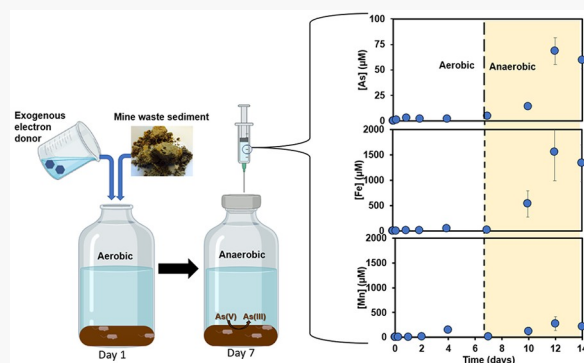 Exogenous
electron
donor
Mine waste sediment
Aerobic
Anaerobic
As(V) As(III)
Day 1
Day 7
[As] (µM)
100
75
50
25
0
Aerobic
Anaerobic
[Fe] (µM)
2000
1500
1000
500
0
[Mn] (µM)
2000
1500
1000
500
0
0 2 4 6 8 10 12 14
Time (days)